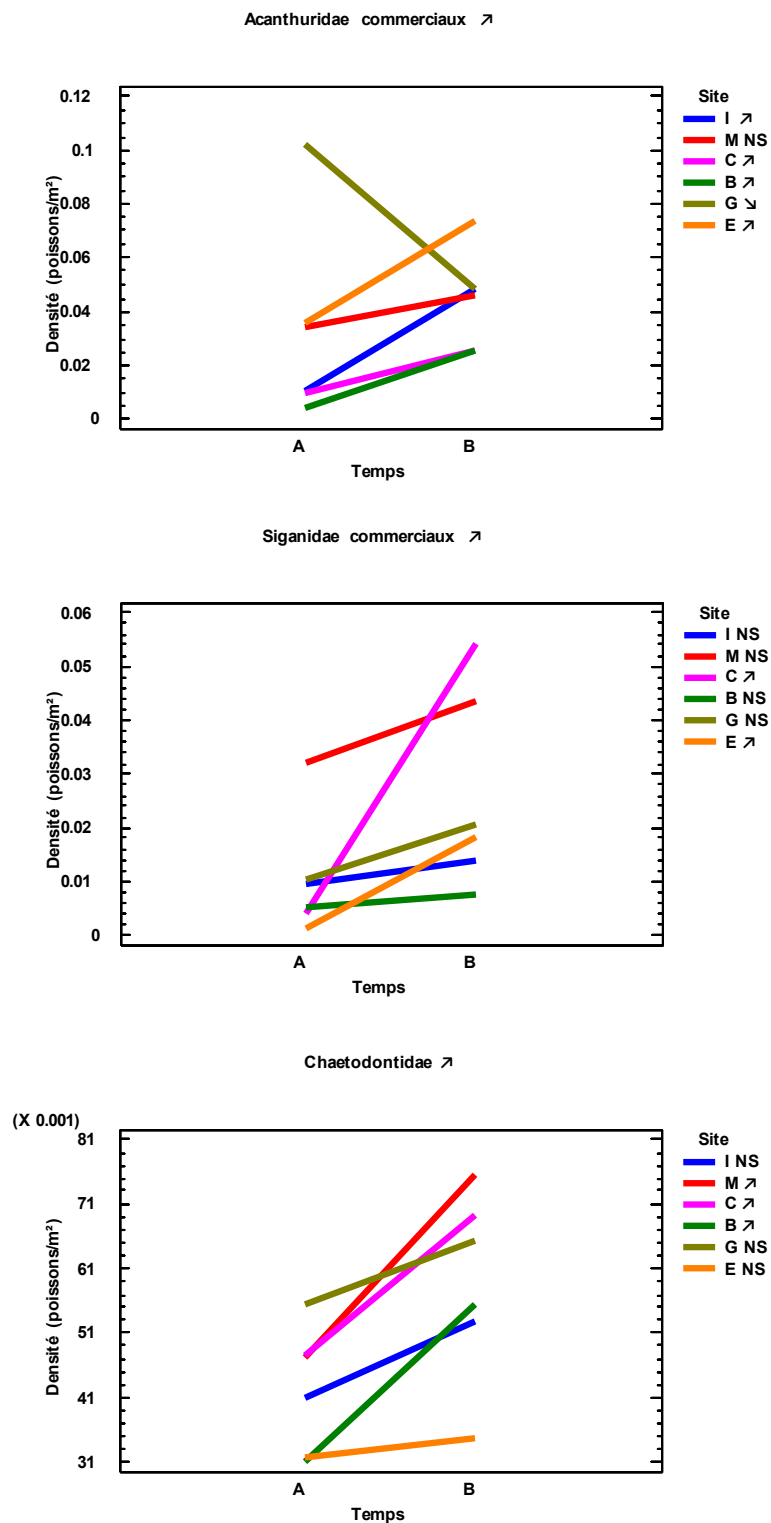 Acanthuridae commerciaux ↗
Densité (poissons/m²)
0.12
0.1
0.08
0.06
0.04
0.02
0
A
B
Temps
Site
I ↗
M NS
C ↗
B ↗
G ↘
E ↗
Siganidae commerciaux ↗
Densité (poissons/m²)
0.06
0.05
0.04
0.03
0.02
0.01
0
A
B
Temps
Site
I NS
M NS
C ↗
B NS
G NS
E ↗
Chaetodontidae ↗
(X 0.001)
Densité (poissons/m²)
81
71
61
51
41
31
A
B
Temps
Site
I NS
M ↗
C ↗
B ↗
G NS
E NS